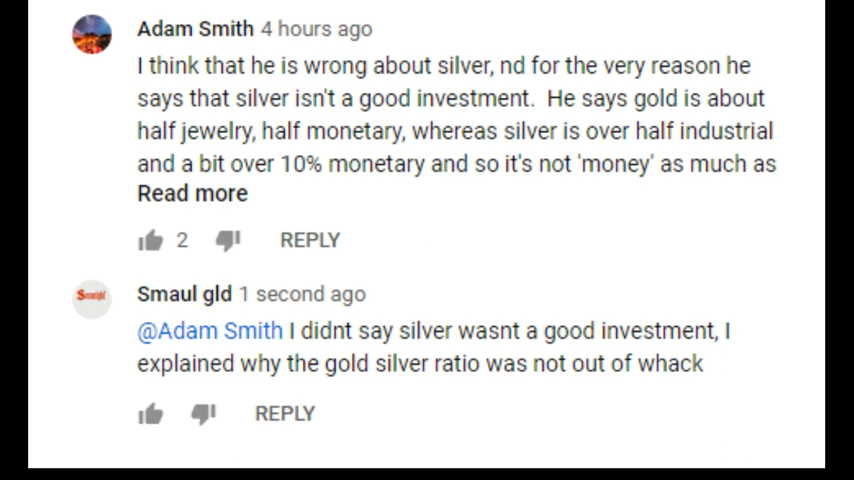 Adam Smith 4 hours ago
I think that he is wrong about silver, nd for the very reason he
says that silver isn't a good investment. He says gold is about
half jewelry, half monetary, whereas silver is over half industrial
and a bit over 10% monetary and so it's not 'money' as much as
Read more
2 REPLY
Smaul gld 1 second ago
@Adam Smith I didnt say silver wasnt a good investment, I
explained why the gold silver ratio was not out of whack
REPLY